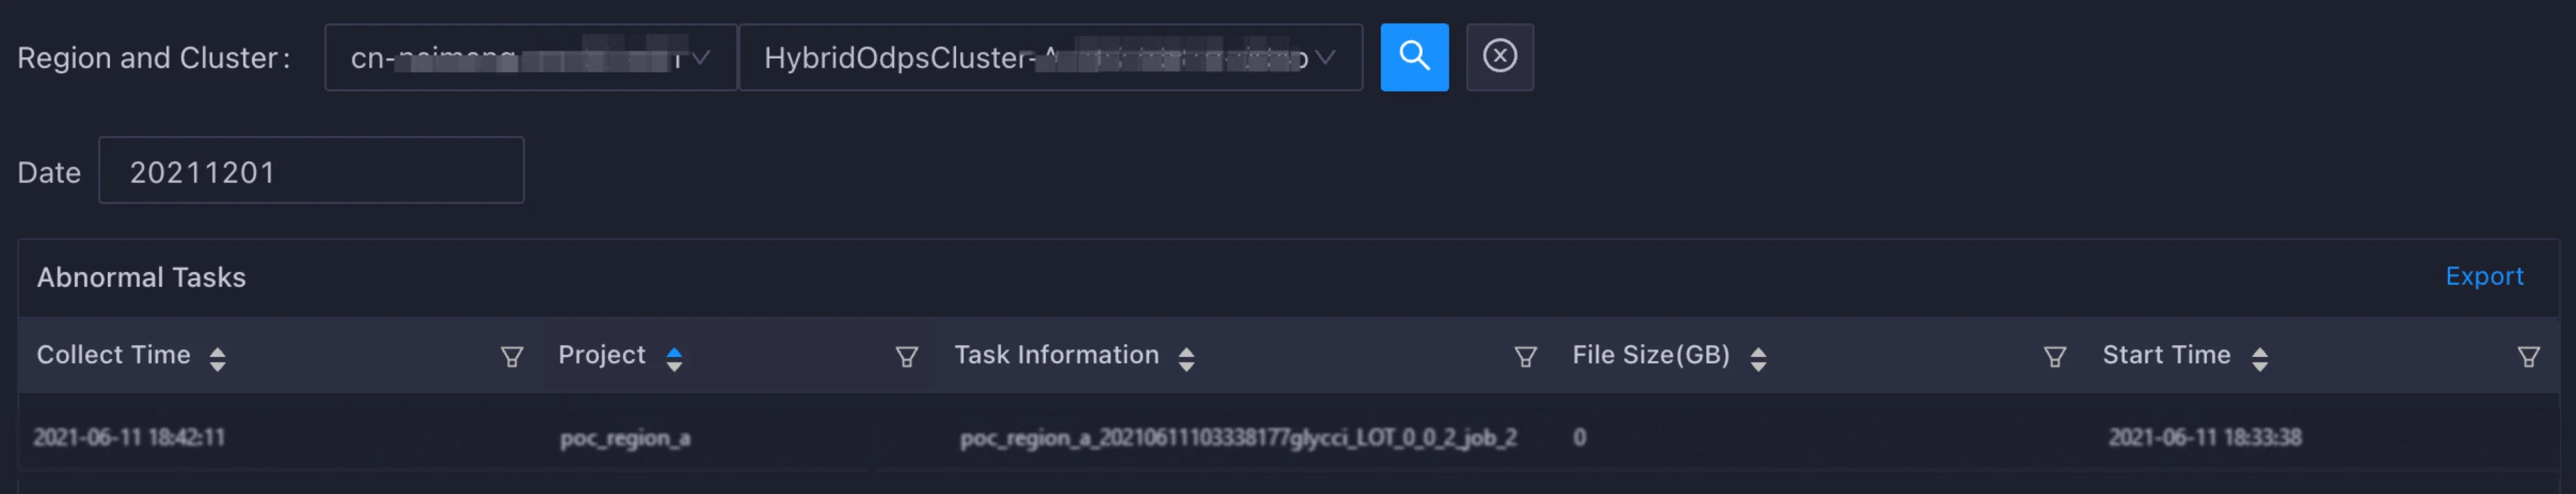 Region and Cluster: cn- HybridOdpsCluster-
Date 20211201
Abnormal Tasks Export
Collect Time Project Task Information File Size(GB) Start Time
2021-06-11 18:42:11 poc_region_a poc_region_a_20210611103338177glycci_LOT_0_0_2_job_2 0 2021-06-11 18:33:38